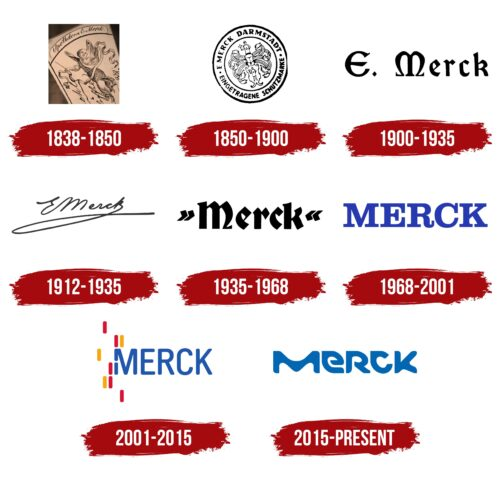 E. MERCK DARMSTADT
EINGETRAGENE SCHUTZMARKE
E. Merck
1838-1850
1850-1900
1900-1935
E Merck
»Merck«
MERCK
1912-1935
1935-1968
1968-2001
MERCK
MERCK
2001-2015
2015-PRESENT